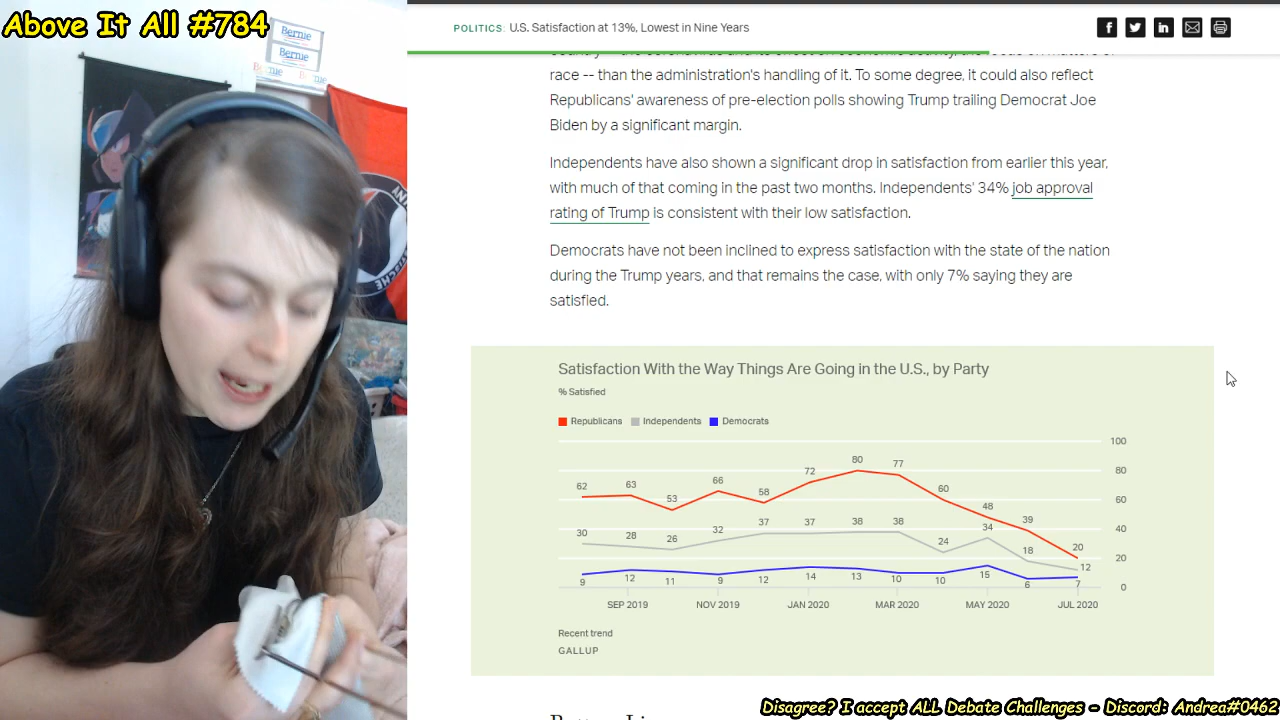 Above It All #784
Bernie
Bernie
POLITICS: U.S. Satisfaction at 13%, Lowest in Nine Years
race -- than the administration's handling of it. To some degree, it could also reflect
Republicans' awareness of pre-election polls showing Trump trailing Democrat Joe
Biden by a significant margin.
Independents have also shown a significant drop in satisfaction from earlier this year,
with much of that coming in the past two months. Independents' 34% job approval
rating of Trump is consistent with their low satisfaction.
Democrats have not been inclined to express satisfaction with the state of the nation
during the Trump years, and that remains the case, with only 7% saying they are
satisfied.
Satisfaction With the Way Things Are Going in the U.S., by Party
% Satisfied
Republicans Independents Democrats
100
80
60
40
20
0
62 63 53 66 58 72 80 77 60 48 39 20
30 28 26 32 37 37 38 38 24 34 18 12
9 12 11 9 12 14 13 10 10 15 6 7
SEP 2019 NOV 2019 JAN 2020 MAR 2020 MAY 2020 JUL 2020
Recent trend
GALLUP
Disagree? I accept ALL Debate Challenges - Discord: Andrea#0462